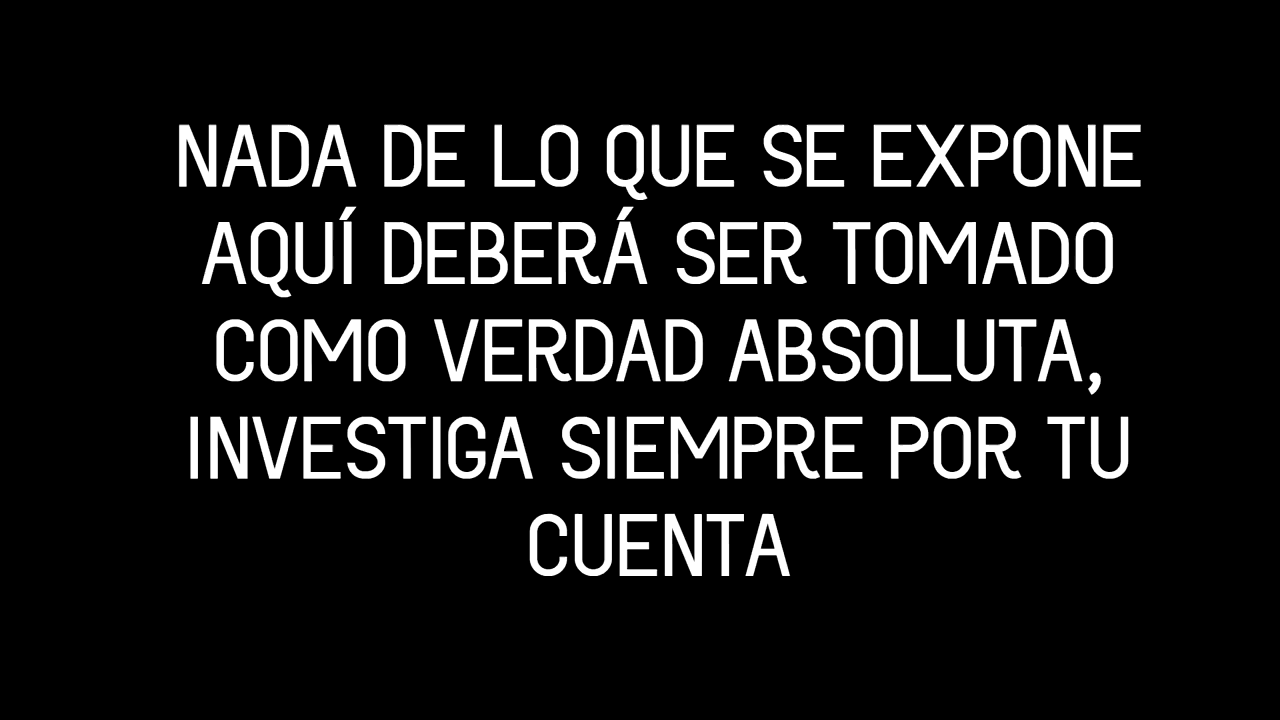 NADA DE LO QUE SE EXPONE
AQUÍ DEBERÁ SER TOMADO
COMO VERDAD ABSOLUTA,
INVESTIGA SIEMPRE POR TU
CUENTA